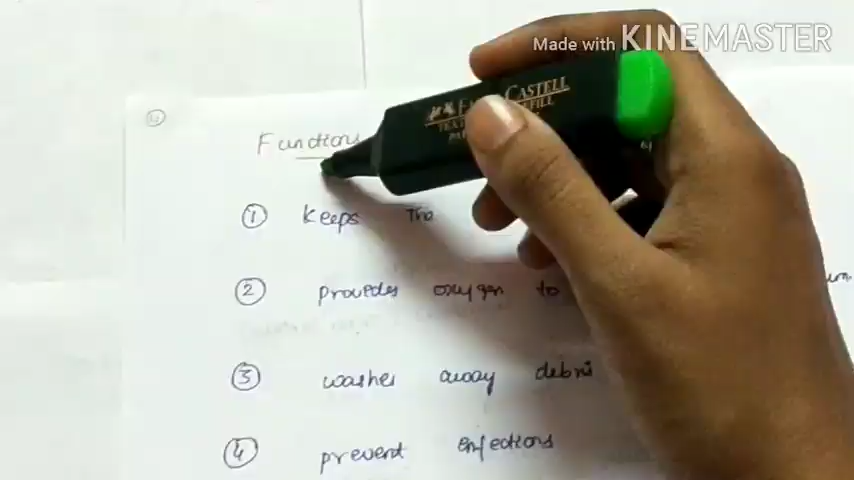 Made with KINEMASTER
4
Functions
CASTELL
① Keeps The
② provides oxygen to
③ washes away debris
④ prevent infections